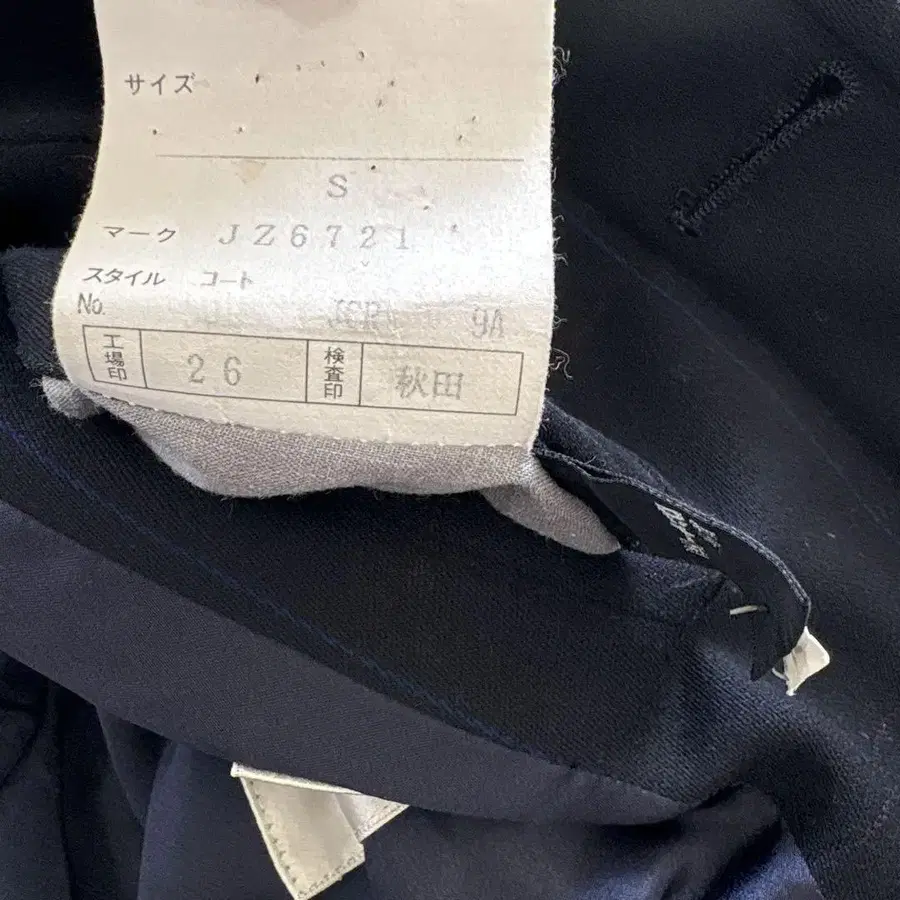 サイズ
S
マーク JZ6721
スタイル コート
No. 9A
工場印 26 検査印 秋田